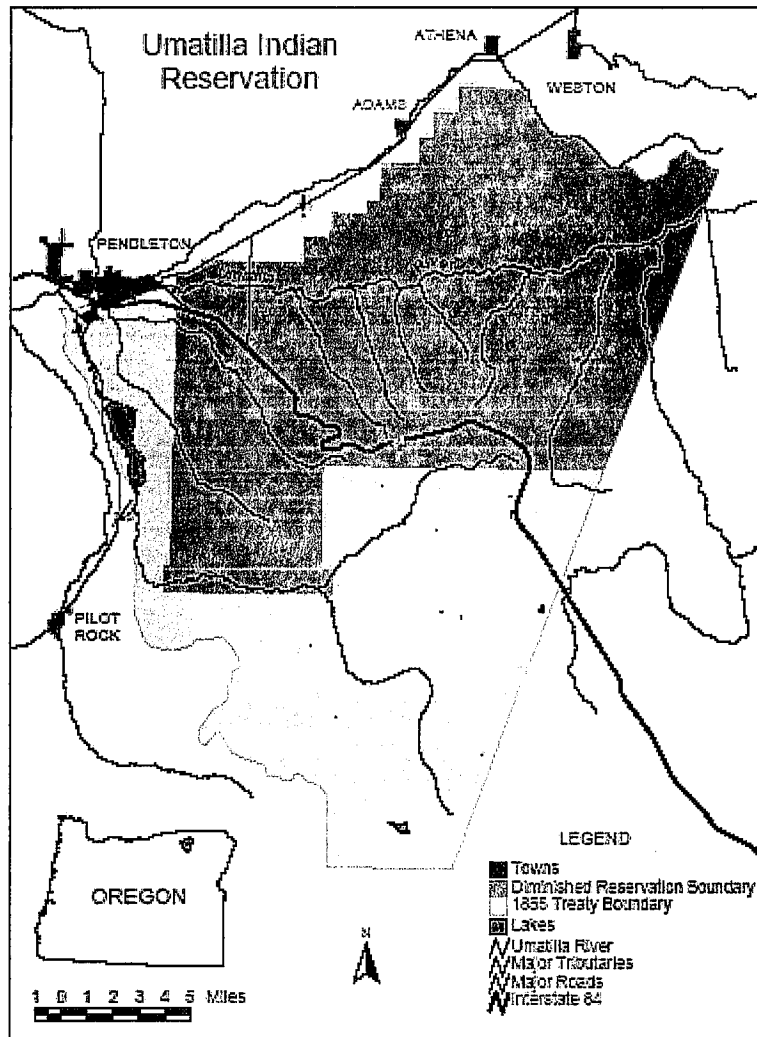 Umatilla Indian
Reservation
ATHENA
WESTON
ADAMS
PENDLETON
PILOT
ROCK
OREGON
N
1 0 1 2 3 4 5 Miles
LEGEND
Towns
Diminished Reservation Boundary
1855 Treaty Boundary
Lakes
Umatilla River
Major Tributaries
Major Roads
Interstate 84